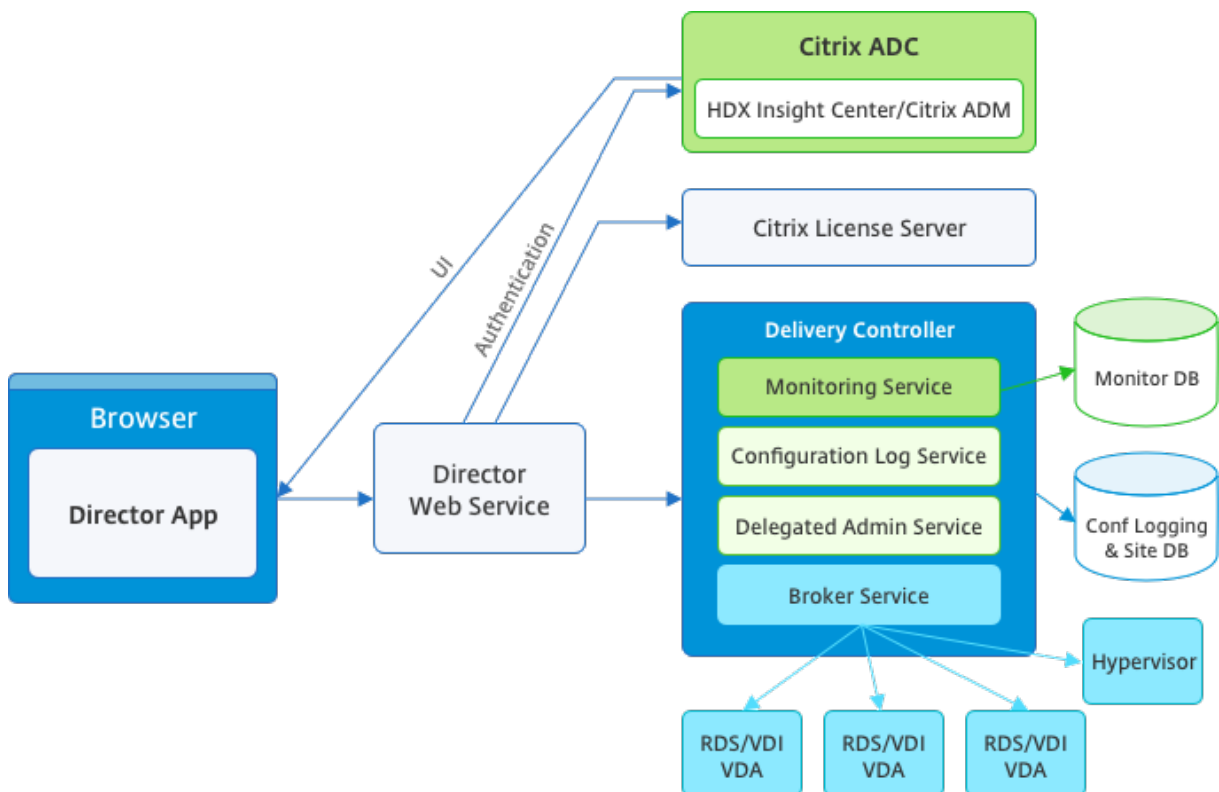 Citrix ADC
HDX Insight Center/Citrix ADM
Citrix License Server
UI
Authentication
Delivery Controller
Monitoring Service
Configuration Log Service
Delegated Admin Service
Broker Service
Monitor DB
Conf Logging
& Site DB
Browser
Director App
Director
Web Service
Hypervisor
RDS/VDI
VDA
RDS/VDI
VDA
RDS/VDI
VDA